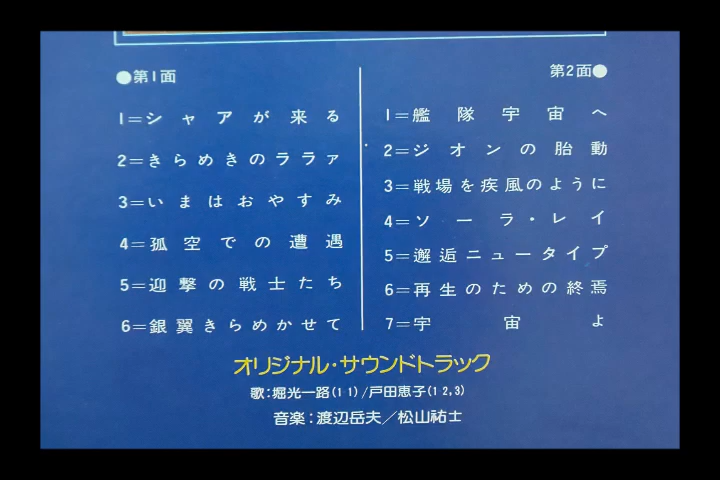 ●第1面
1=シャアが来る
2=きらめきのララァ
3=いまはおやすみ
4=孤空での遭遇
5=迎撃の戦士たち
6=銀翼きらめかせて
第2面●
1=艦隊宇宙へ
2=ジオンの胎動
3=戦場を疾風のように
4=ソーラ・レイ
5=邂逅ニュータイプ
6=再生のための終焉
7=宇宙よ
オリジナル・サウンドトラック
歌:堀光一路(1 1)/戸田恵子(1 2,3)
音楽:渡辺岳夫/松山祐士